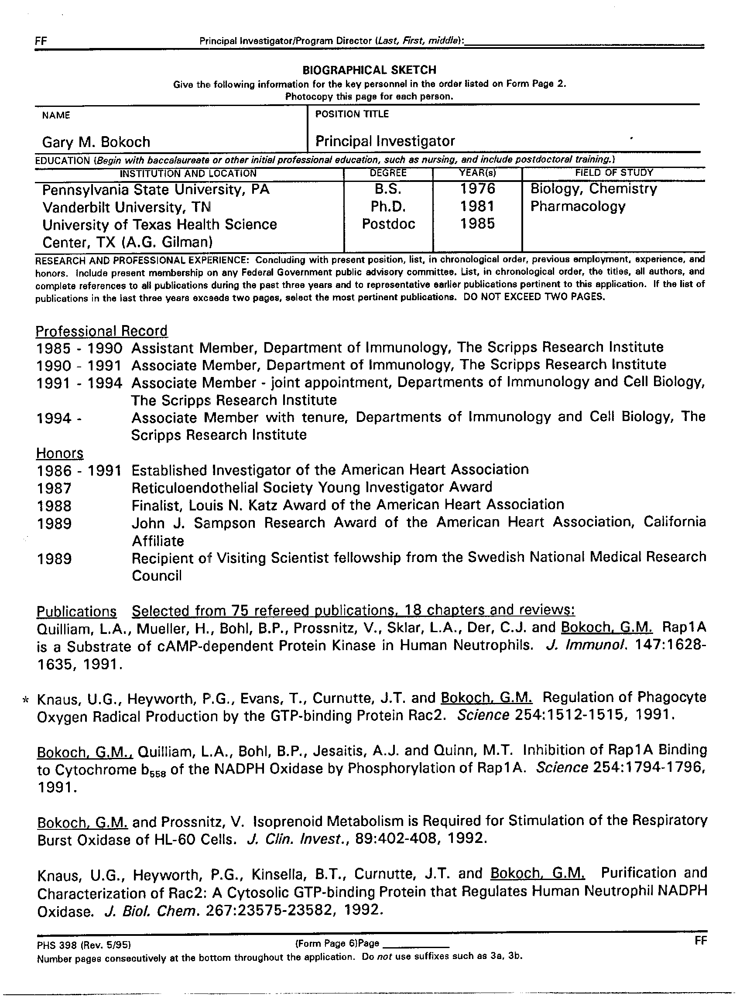 FF Principal Investigator/Program Director (Last, First, middle):
BIOGRAPHICAL SKETCH
Give the following information for the key personnel in the order listed on Form Page 2.
Photocopy this page for each person.
NAME POSITION TITLE
Gary M. Bokoch Principal Investigator
EDUCATION (Begin with baccalaureate or other initial professional education, such as nursing, and include postdoctoral training.)
INSTITUTION AND LOCATION DEGREE YEAR(s) FIELD OF STUDY
Pennsylvania State University, PA B.S. 1976 Biology, Chemistry
Vanderbilt University, TN Ph.D. 1981 Pharmacology
University of Texas Health Science Postdoc 1985
Center, TX (A.G. Gilman)
RESEARCH AND PROFESSIONAL EXPERIENCE: Concluding with present position, list, in chronological order, previous employment, experience, and
honors. Include present membership on any Federal Government public advisory committee. List, in chronological order, the titles, all authors, and
complete references to all publications during the past three years and to representative earlier publications pertinent to this application. If the list of
publications in the last three years exceeds two pages, select the most pertinent publications. DO NOT EXCEED TWO PAGES.
Professional Record
1985 - 1990 Assistant Member, Department of Immunology, The Scripps Research Institute
1990 - 1991 Associate Member, Department of Immunology, The Scripps Research Institute
1991 - 1994 Associate Member - joint appointment, Departments of Immunology and Cell Biology,
The Scripps Research Institute
1994 - Associate Member with tenure, Departments of Immunology and Cell Biology, The
Scripps Research Institute
Honors
1986 - 1991 Established Investigator of the American Heart Association
1987 Reticuloendothelial Society Young Investigator Award
1988 Finalist, Louis N. Katz Award of the American Heart Association
1989 John J. Sampson Research Award of the American Heart Association, California
Affiliate
1989 Recipient of Visiting Scientist fellowship from the Swedish National Medical Research
Council
Publications Selected from 75 refereed publications, 18 chapters and reviews:
Quilliam, L.A., Mueller, H., Bohl, B.P., Prossnitz, V., Sklar, L.A., Der, C.J. and Bokoch, G.M. Rap1A
is a Substrate of cAMP-dependent Protein Kinase in Human Neutrophils. J. Immunol. 147:1628-
1635, 1991.
* Knaus, U.G., Heyworth, P.G., Evans, T., Curnutte, J.T. and Bokoch, G.M. Regulation of Phagocyte
Oxygen Radical Production by the GTP-binding Protein Rac2. Science 254:1512-1515, 1991.
Bokoch, G.M., Quilliam, L.A., Bohl, B.P., Jesaitis, A.J. and Quinn, M.T. Inhibition of Rap1A Binding
to Cytochrome b558 of the NADPH Oxidase by Phosphorylation of Rap1A. Science 254:1794-1796,
1991.
Bokoch, G.M. and Prossnitz, V. Isoprenoid Metabolism is Required for Stimulation of the Respiratory
Burst Oxidase of HL-60 Cells. J. Clin. Invest., 89:402-408, 1992.
Knaus, U.G., Heyworth, P.G., Kinsella, B.T., Curnutte, J.T. and Bokoch, G.M. Purification and
Characterization of Rac2: A Cytosolic GTP-binding Protein that Regulates Human Neutrophil NADPH
Oxidase. J. Biol. Chem. 267:23575-23582, 1992.
PHS 398 (Rev. 5/95) (Form Page 6)Page FF
Number pages consecutively at the bottom throughout the application. Do not use suffixes such as 3a, 3b.